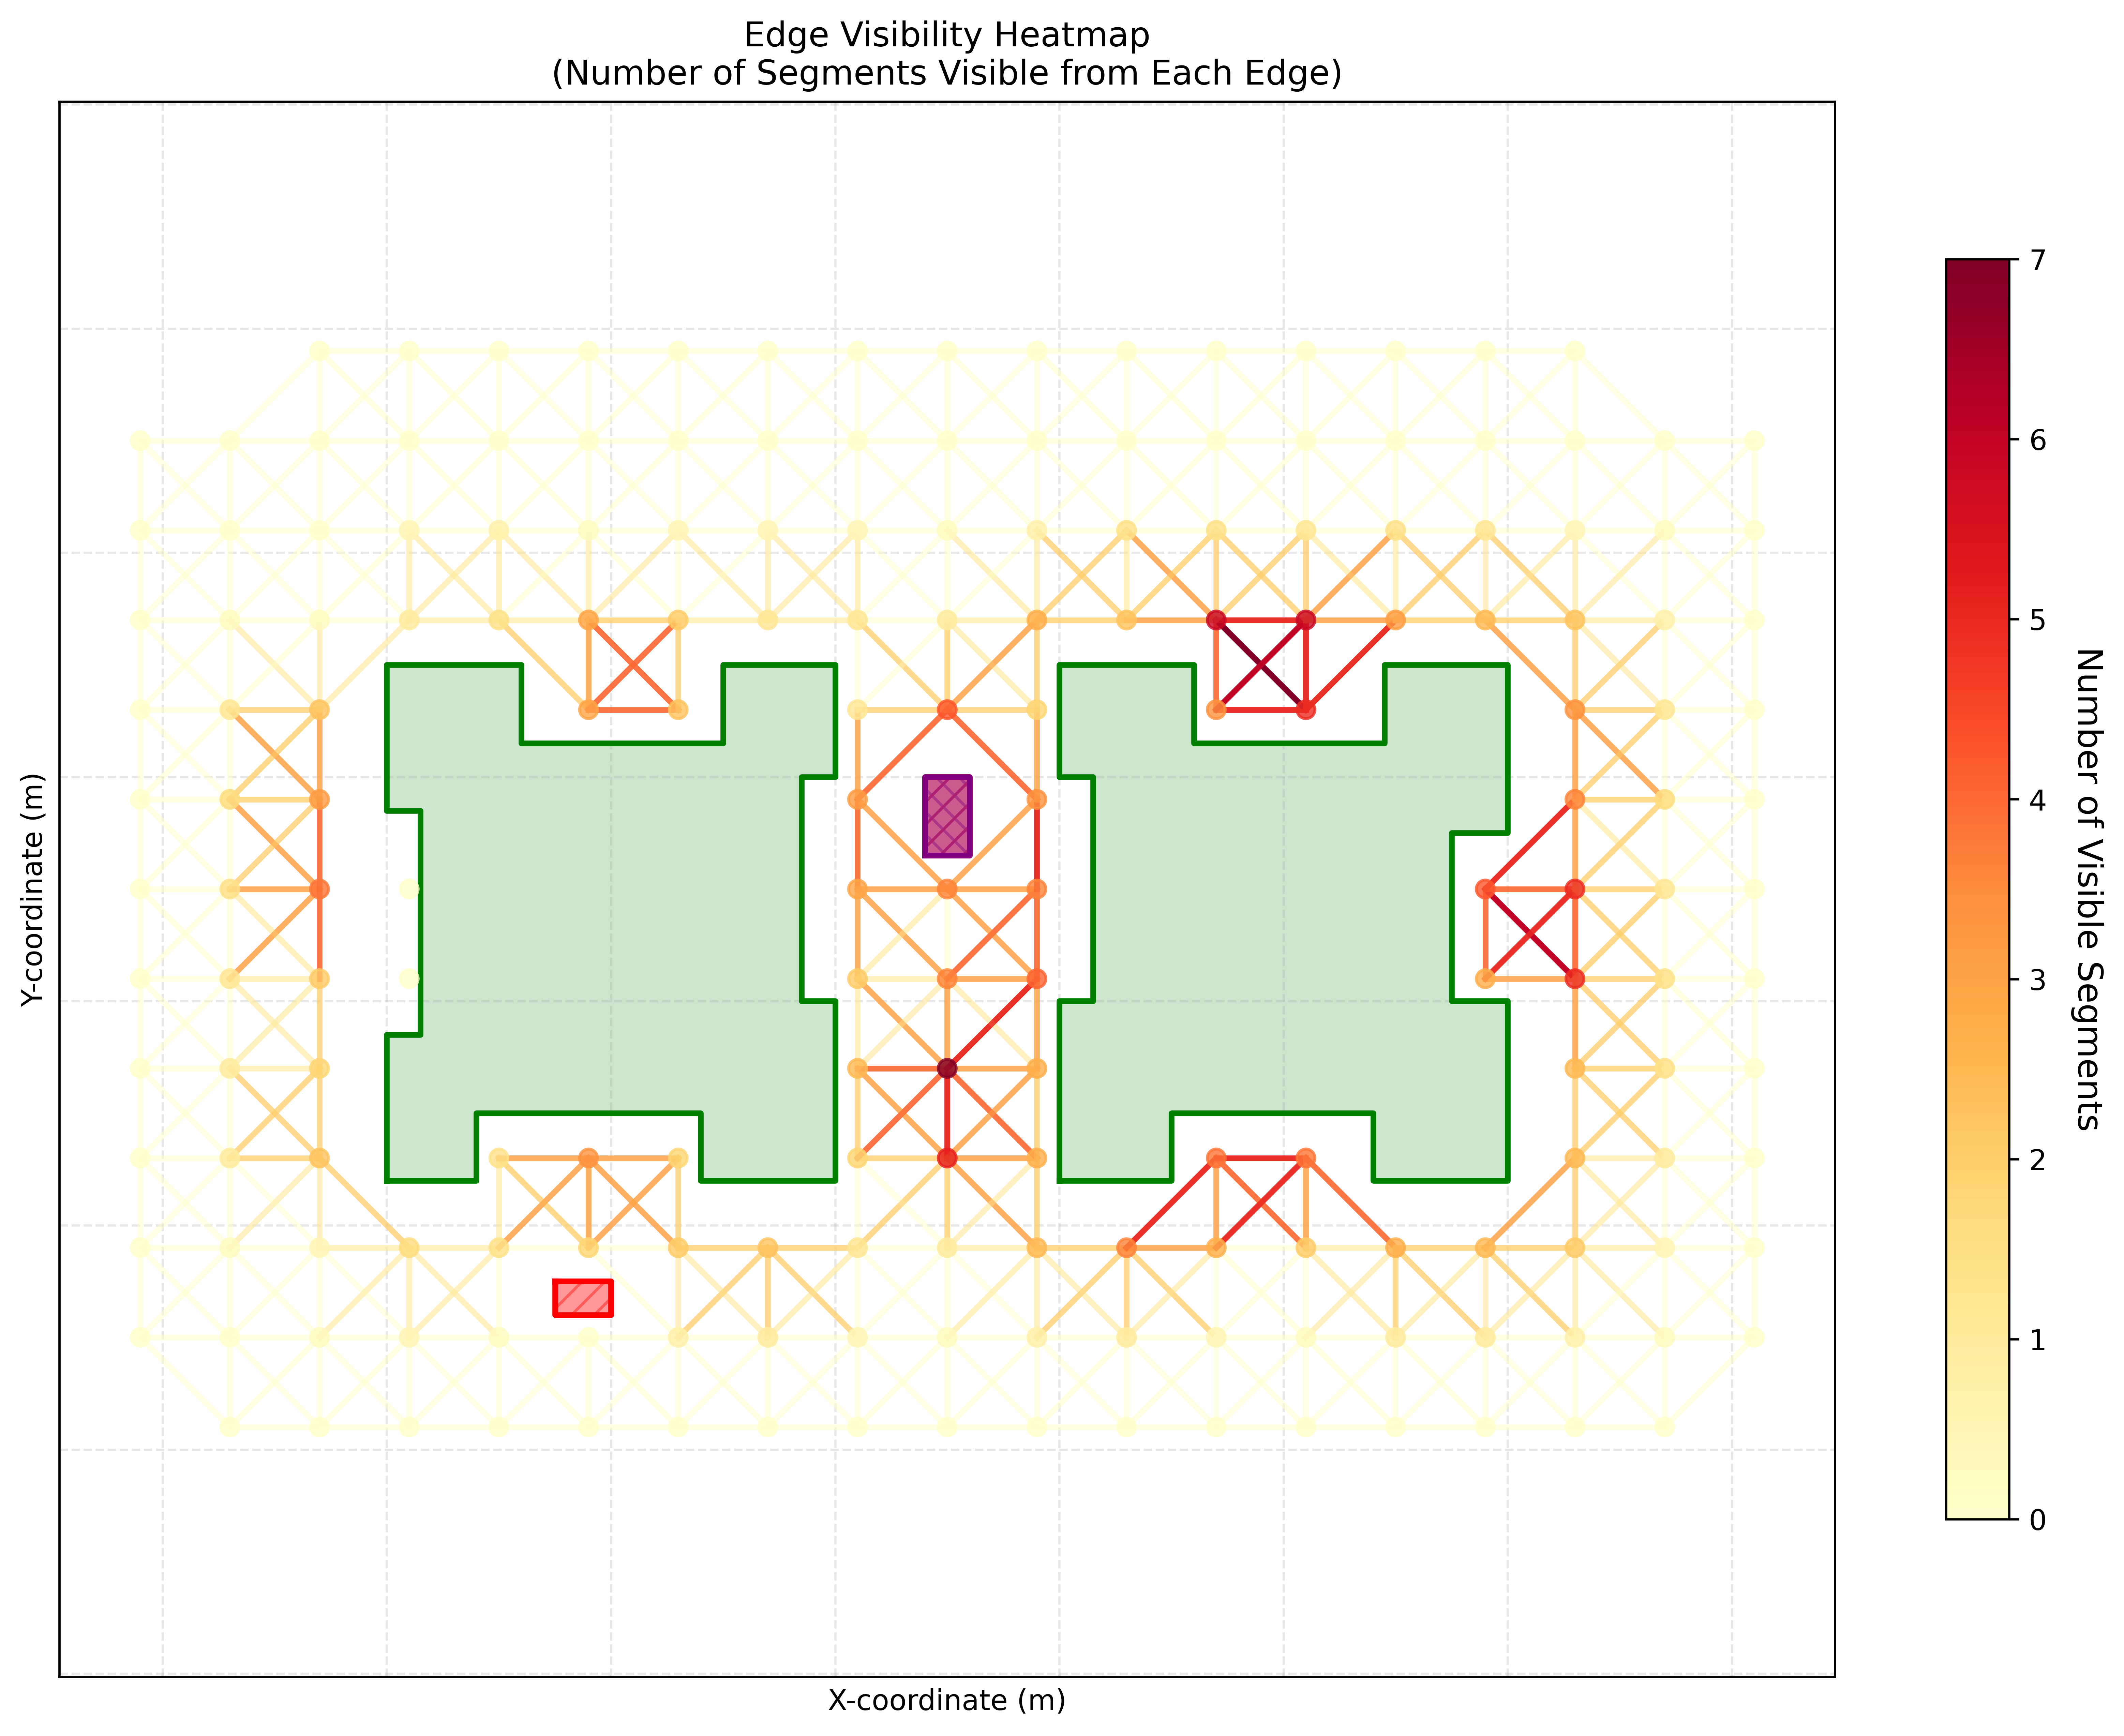 Edge Visibility Heatmap
(Number of Segments Visible from Each Edge)
Y-coordinate (m)
X-coordinate (m)
7
6
5
4
3
2
1
0
Number of Visible Segments